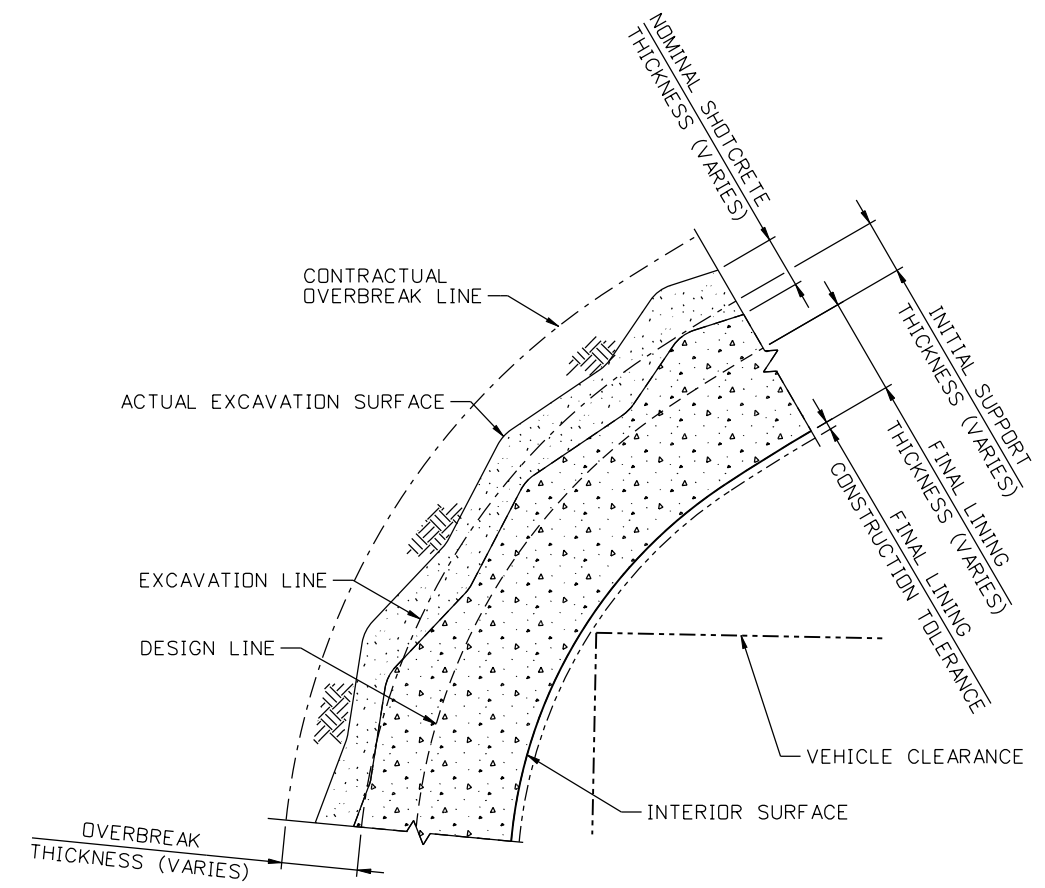 NOMINAL SHOTCRETE
THICKNESS (VARIES)
CONTRACTUAL
OVERBREAK LINE
INITIAL SUPPORT
THICKNESS (VARIES)
ACTUAL EXCAVATION SURFACE
FINAL LINING
THICKNESS (VARIES)
FINAL LINING
CONSTRUCTION TOLERANCE
EXCAVATION LINE
DESIGN LINE
VEHICLE CLEARANCE
INTERIOR SURFACE
OVERBREAK
THICKNESS (VARIES)